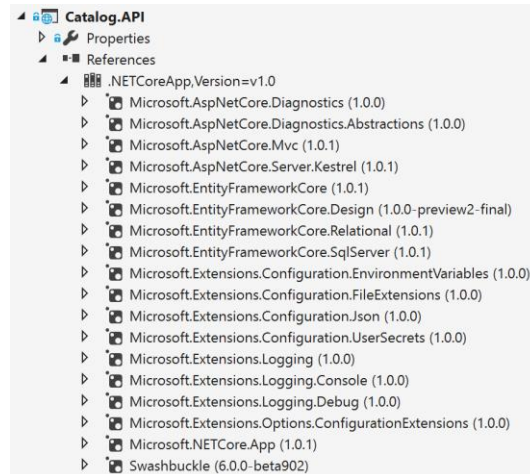 Catalog.API
Properties
References
.NETCoreApp,Version=v1.0
Microsoft.AspNetCore.Diagnostics (1.0.0)
Microsoft.AspNetCore.Diagnostics.Abstractions (1.0.0)
Microsoft.AspNetCore.Mvc (1.0.1)
Microsoft.AspNetCore.Server.Kestrel (1.0.1)
Microsoft.EntityFrameworkCore (1.0.1)
Microsoft.EntityFrameworkCore.Design (1.0.0-preview2-final)
Microsoft.EntityFrameworkCore.Relational (1.0.1)
Microsoft.EntityFrameworkCore.SqlServer (1.0.1)
Microsoft.Extensions.Configuration.EnvironmentVariables (1.0.0)
Microsoft.Extensions.Configuration.FileExtensions (1.0.0)
Microsoft.Extensions.Configuration.Json (1.0.0)
Microsoft.Extensions.Configuration.UserSecrets (1.0.0)
Microsoft.Extensions.Logging (1.0.0)
Microsoft.Extensions.Logging.Console (1.0.0)
Microsoft.Extensions.Logging.Debug (1.0.0)
Microsoft.Extensions.Options.ConfigurationExtensions (1.0.0)
Microsoft.NETCore.App (1.0.1)
Swashbuckle (6.0.0-beta902)